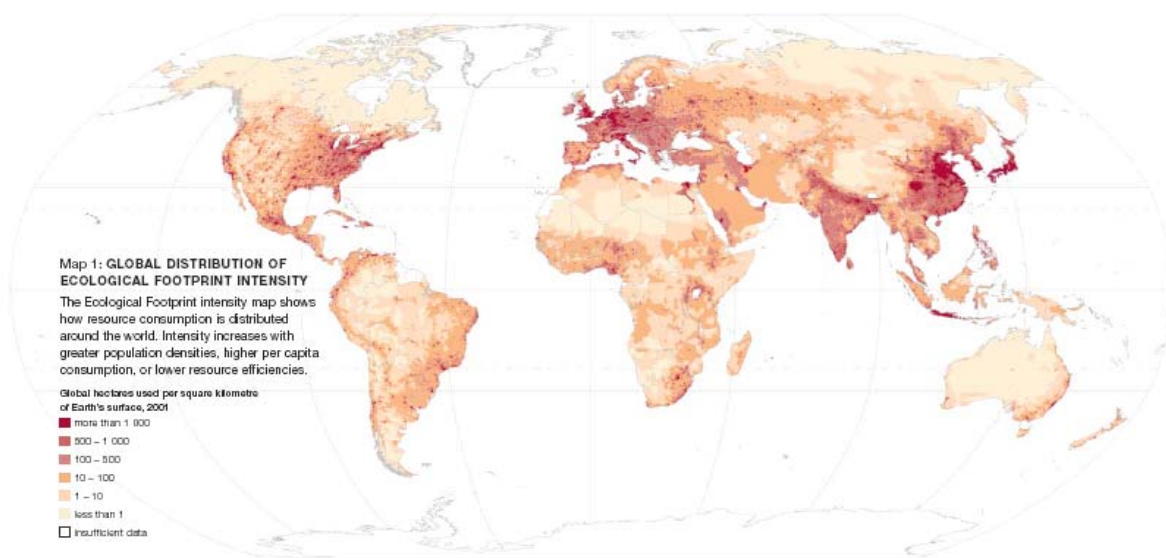 Map 1: GLOBAL DISTRIBUTION OF
ECOLOGICAL FOOTPRINT INTENSITY
The Ecological Footprint intensity map shows
how resource consumption is distributed
around the world. Intensity increases with
greater population densities, higher per capita
consumption, or lower resource efficiencies.
Global hectares used per square kilometre
of Earth's surface, 2001
more than 1 000
500 – 1 000
100 – 500
10 – 100
1 – 10
less than 1
insufficient data